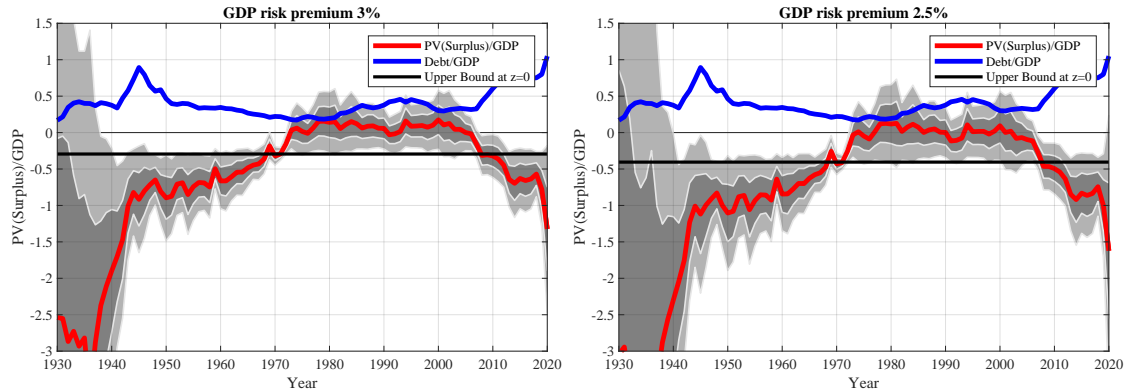 GDP risk premium 3%
PV(Surplus)/GDP
1.5
1
0.5
0
-0.5
-1
-1.5
-2
-2.5
-3
PV(Surplus)/GDP
Debt/GDP
Upper Bound at z=0
1930 1940 1950 1960 1970 1980 1990 2000 2010 2020
Year
GDP risk premium 2.5%
PV(Surplus)/GDP
1.5
1
0.5
0
-0.5
-1
-1.5
-2
-2.5
-3
PV(Surplus)/GDP
Debt/GDP
Upper Bound at z=0
1930 1940 1950 1960 1970 1980 1990 2000 2010 2020
Year